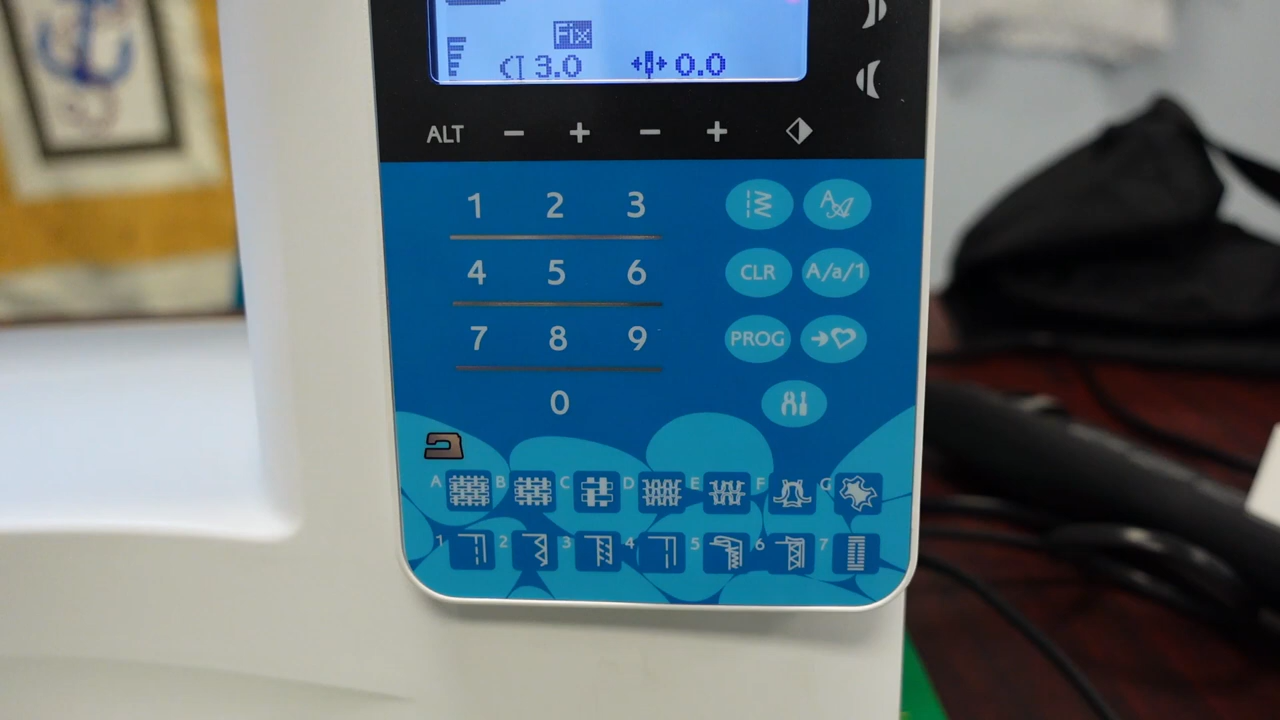 Fix
3.0 0.0
ALT − + − +
1 2 3
4 5 6
CLR A/a/1
7 8 9
PROG
0
A B C D E F G
1 2 3 4 5 6 7